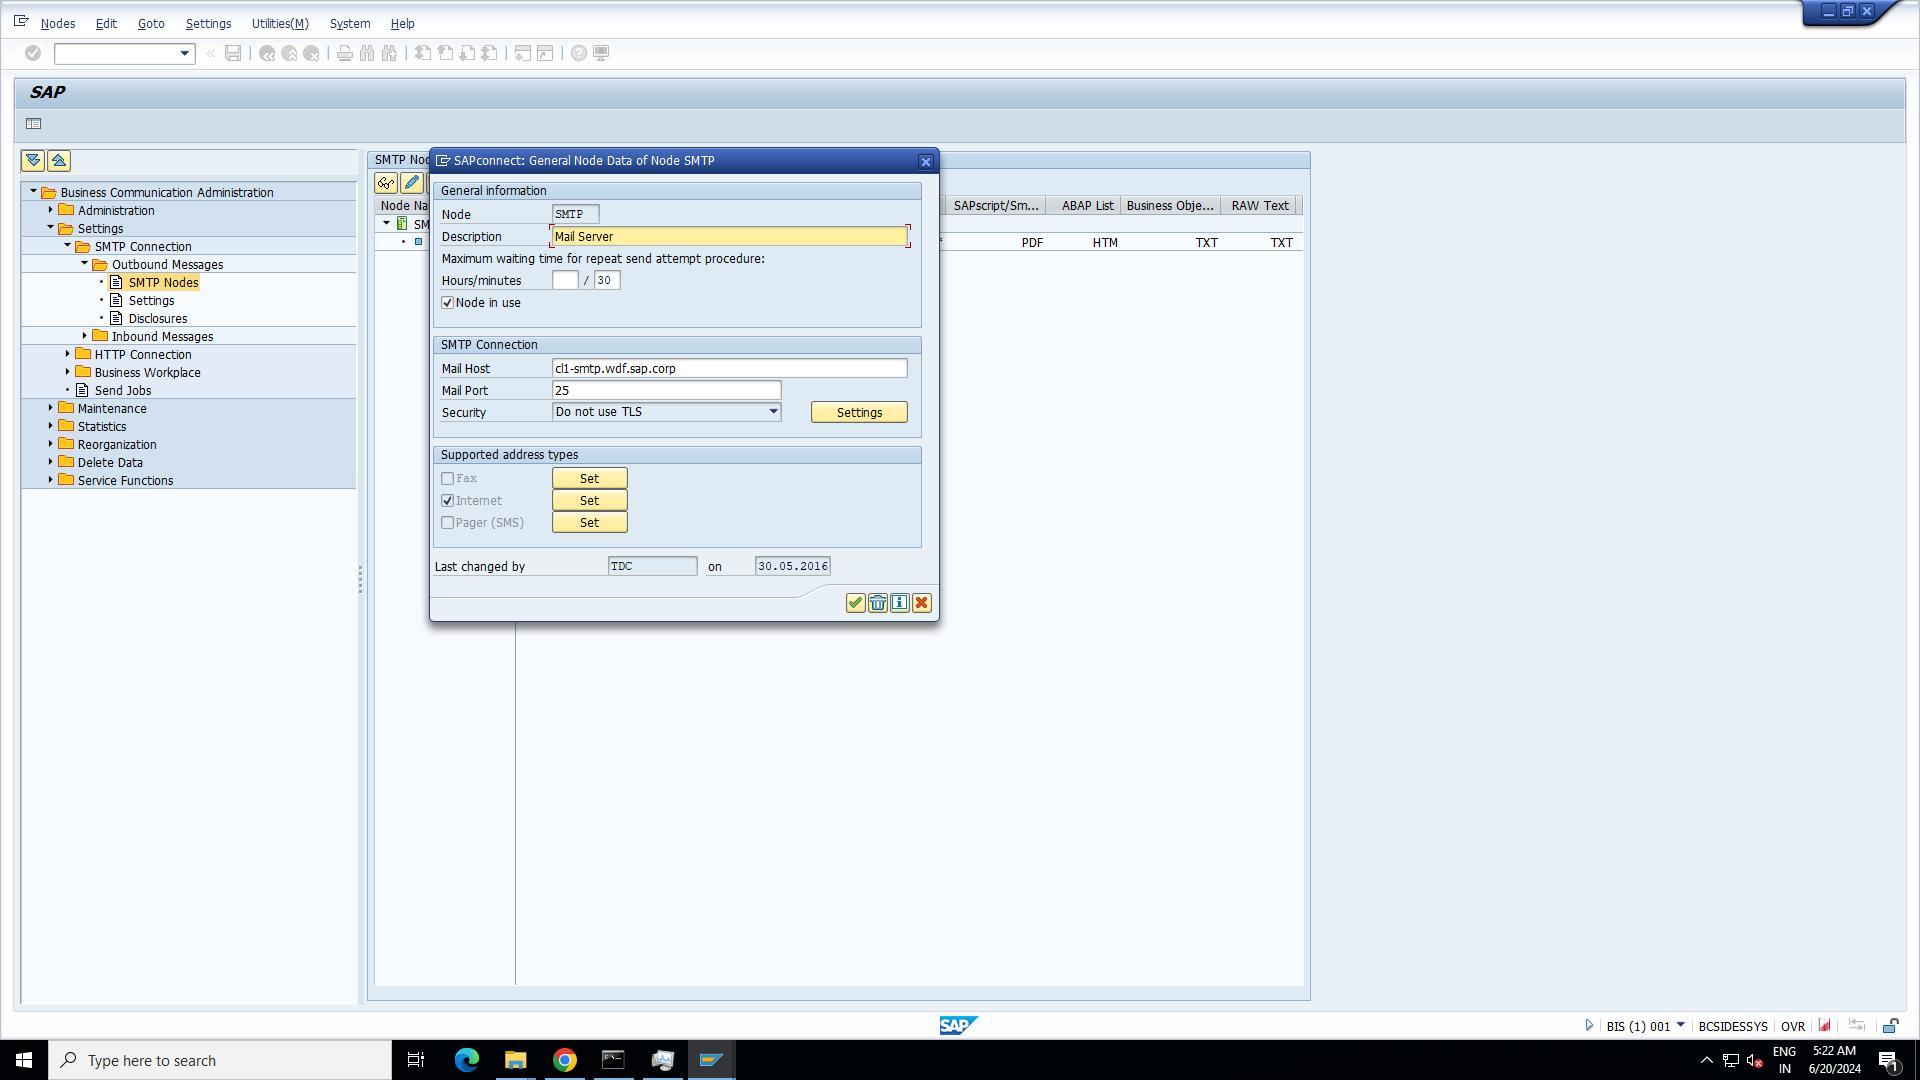 Nodes Edit Goto Settings Utilities(M) System Help
SAP
Business Communication Administration
Administration
Settings
SMTP Connection
Outbound Messages
SMTP Nodes
Settings
Disclosures
Inbound Messages
HTTP Connection
Business Workplace
Send Jobs
Maintenance
Statistics
Reorganization
Delete Data
Service Functions
SMTP Nod
Node Na SAPscript/Sm... ABAP List Business Obje... RAW Text
SM
PDF HTM TXT TXT
SAPconnect: General Node Data of Node SMTP
General information
Node SMTP
Description Mail Server
Maximum waiting time for repeat send attempt procedure:
Hours/minutes / 30
Node in use
SMTP Connection
Mail Host cl1-smtp.wdf.sap.corp
Mail Port 25
Security Do not use TLS Settings
Supported address types
Fax Set
Internet Set
Pager (SMS) Set
Last changed by TDC on 30.05.2016
SAP
BIS (1) 001 BCSIDESSYS OVR
Type here to search
ENG
IN
5:22 AM
6/20/2024
1